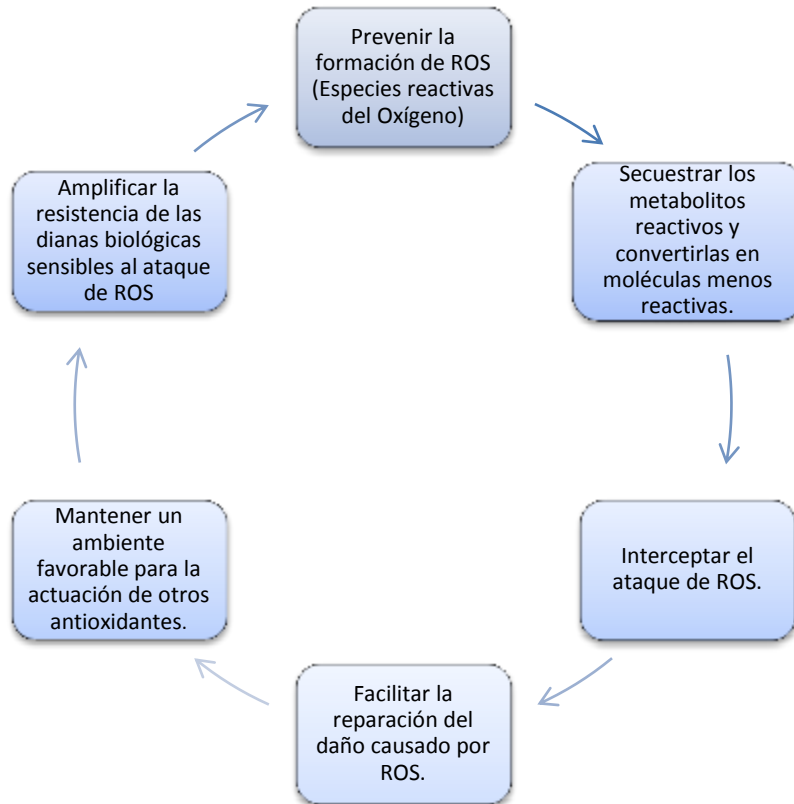 Prevenir la
formación de ROS
(Especies reactivas
del Oxígeno)
Secuestrar los
metabolitos
reactivos y
convertirlas en
moléculas menos
reactivas.
Interceptar el
ataque de ROS.
Facilitar la
reparación del
daño causado por
ROS.
Mantener un
ambiente
favorable para la
actuación de otros
antioxidantes.
Amplificar la
resistencia de las
dianas biológicas
sensibles al ataque
de ROS